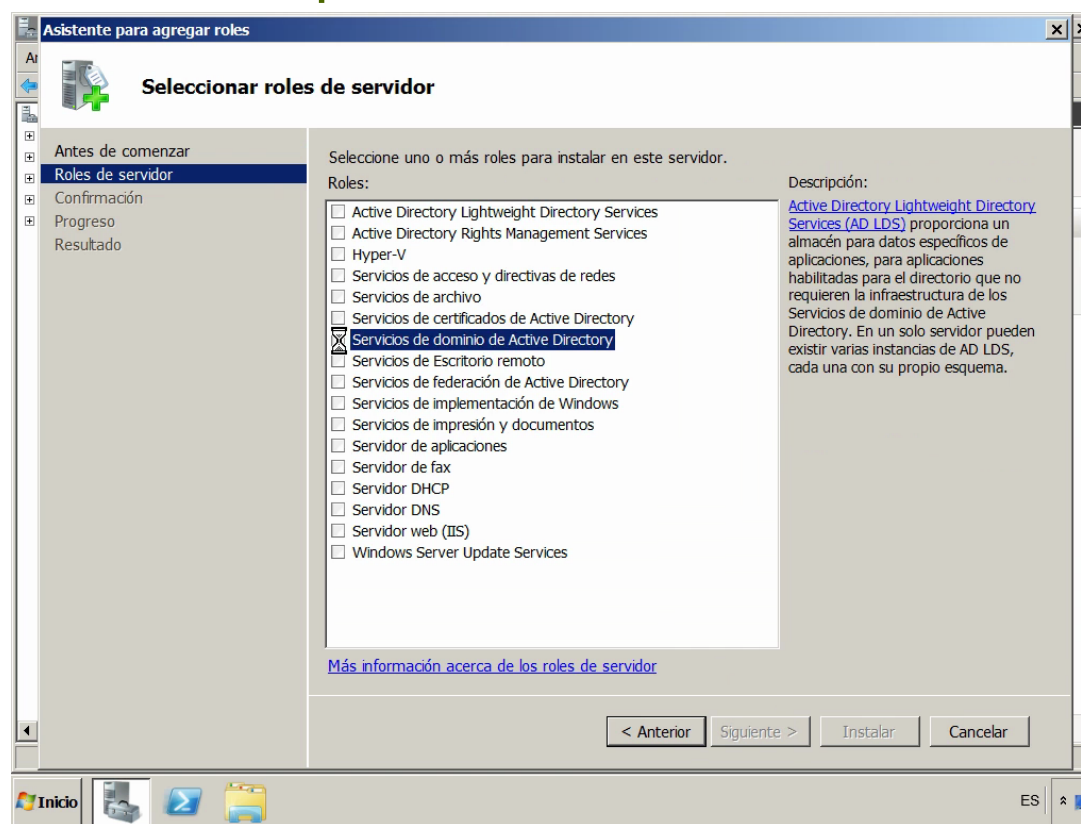 Asistente para agregar roles
Seleccionar roles de servidor
Antes de comenzar
Roles de servidor
Confirmación
Progreso
Resultado
Seleccione uno o más roles para instalar en este servidor.
Roles:
Active Directory Lightweight Directory Services
Active Directory Rights Management Services
Hyper-V
Servicios de acceso y directivas de redes
Servicios de archivo
Servicios de certificados de Active Directory
Servicios de dominio de Active Directory
Servicios de Escritorio remoto
Servicios de federación de Active Directory
Servicios de implementación de Windows
Servicios de impresión y documentos
Servidor de aplicaciones
Servidor de fax
Servidor DHCP
Servidor DNS
Servidor web (IIS)
Windows Server Update Services
Más información acerca de los roles de servidor
Descripción:
Active Directory Lightweight Directory
Services (AD LDS) proporciona un
almacén para datos específicos de
aplicaciones, para aplicaciones
habilitadas para el directorio que no
requieren la infraestructura de los
Servicios de dominio de Active
Directory. En un solo servidor pueden
existir varias instancias de AD LDS,
cada una con su propio esquema.
< Anterior
Siguiente >
Instalar
Cancelar
Inicio
ES